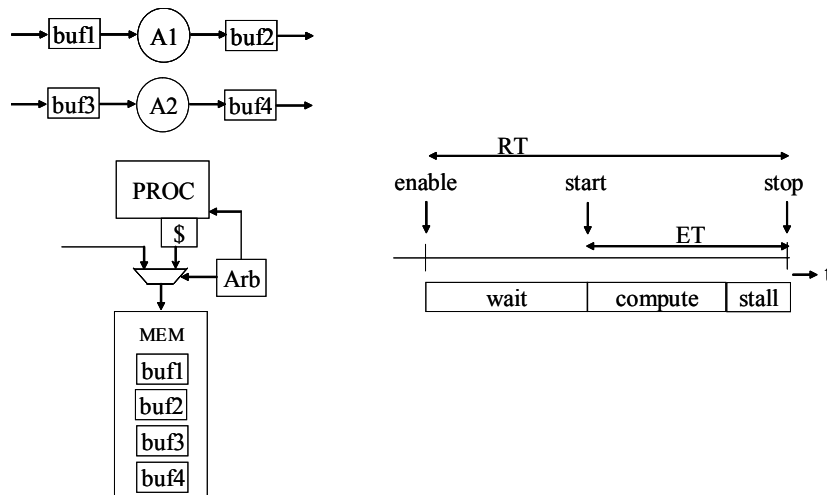 buf1 A1 buf2
buf3 A2 buf4
PROC
$
Arb
MEM
buf1
buf2
buf3
buf4
RT
enable start stop
ET
t
wait compute stall